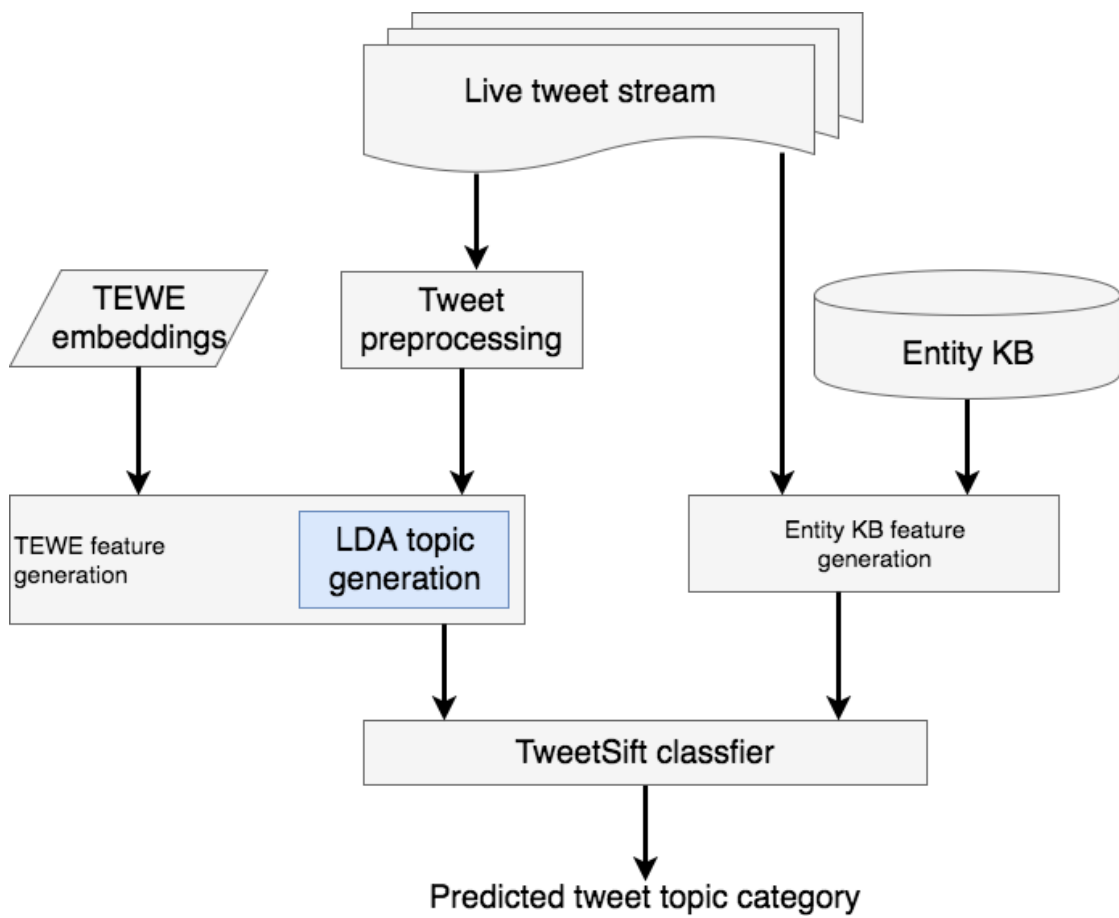 Live tweet stream
TEWE
embeddings
Tweet
preprocessing
Entity KB
TEWE feature
generation
LDA topic
generation
Entity KB feature
generation
TweetSift classfier
Predicted tweet topic category